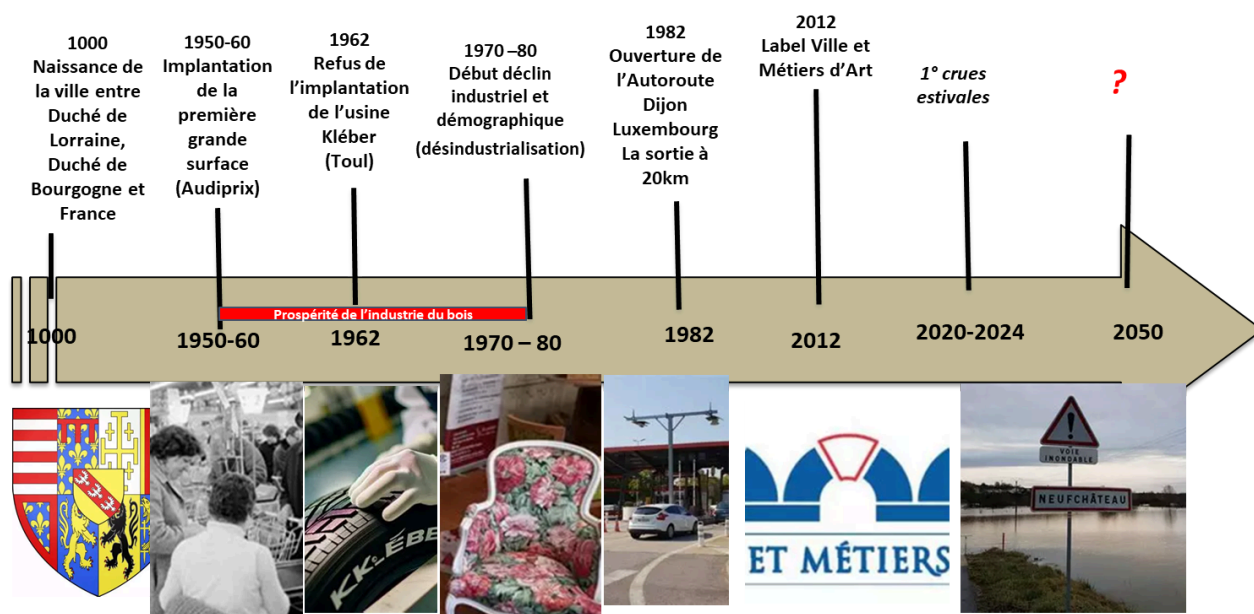 1000
Naissance de
la ville entre
Duché de
Lorraine,
Duché de
Bourgogne et
France
1950-60
Implantation
de la
première
grande
surface
(Audiprix)
1962
Refus de
l’implantation
de l’usine
Kléber
(Toul)
1970 –80
Début déclin
industriel et
démographique
(désindustrialisation)
1982
Ouverture de
l’Autoroute
Dijon
Luxembourg
La sortie à
20km
2012
Label Ville et
Métiers d’Art
1° crues
estivales
?
Prospérité de l’industrie du bois
1000
1950-60
1962
1970 – 80
1982
2012
2020-2024
2050
ET MÉTIERS
VOIE
INONDABLE
NEUFCHÂTEAU